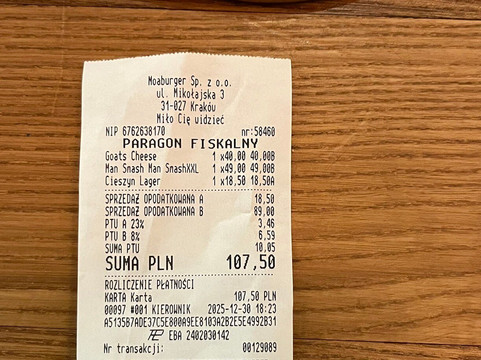 Moaburger Sp. z o.o.
ul. Mikołajska 3
31-027 Kraków
Miło Cię widzieć
NIP 6762638170 nr:58460
PARAGON FISKALNY
Goats Cheese 1 x40,00 40,00B
Man Smash Man SmashXXL 1 x49,00 49,00B
Cieszyn Lager 1 x18,50 18,50A
SPRZEDAŻ OPODATKOWANA A 18,50
SPRZEDAŻ OPODATKOWANA B 89,00
PTU A 23% 3,46
PTU B 8% 6,59
SUMA PTU 10,05
SUMA PLN 107,50
ROZLICZENIE PŁATNOŚCI
KARTA Karta 107,50 PLN
00097 #001 KIEROWNIK 2025-12-30 18:23
A5135B7ADE37C5E800A9EE8103A2B2E5E4992B31
EBA 2402030142
Nr transakcji: 00129089